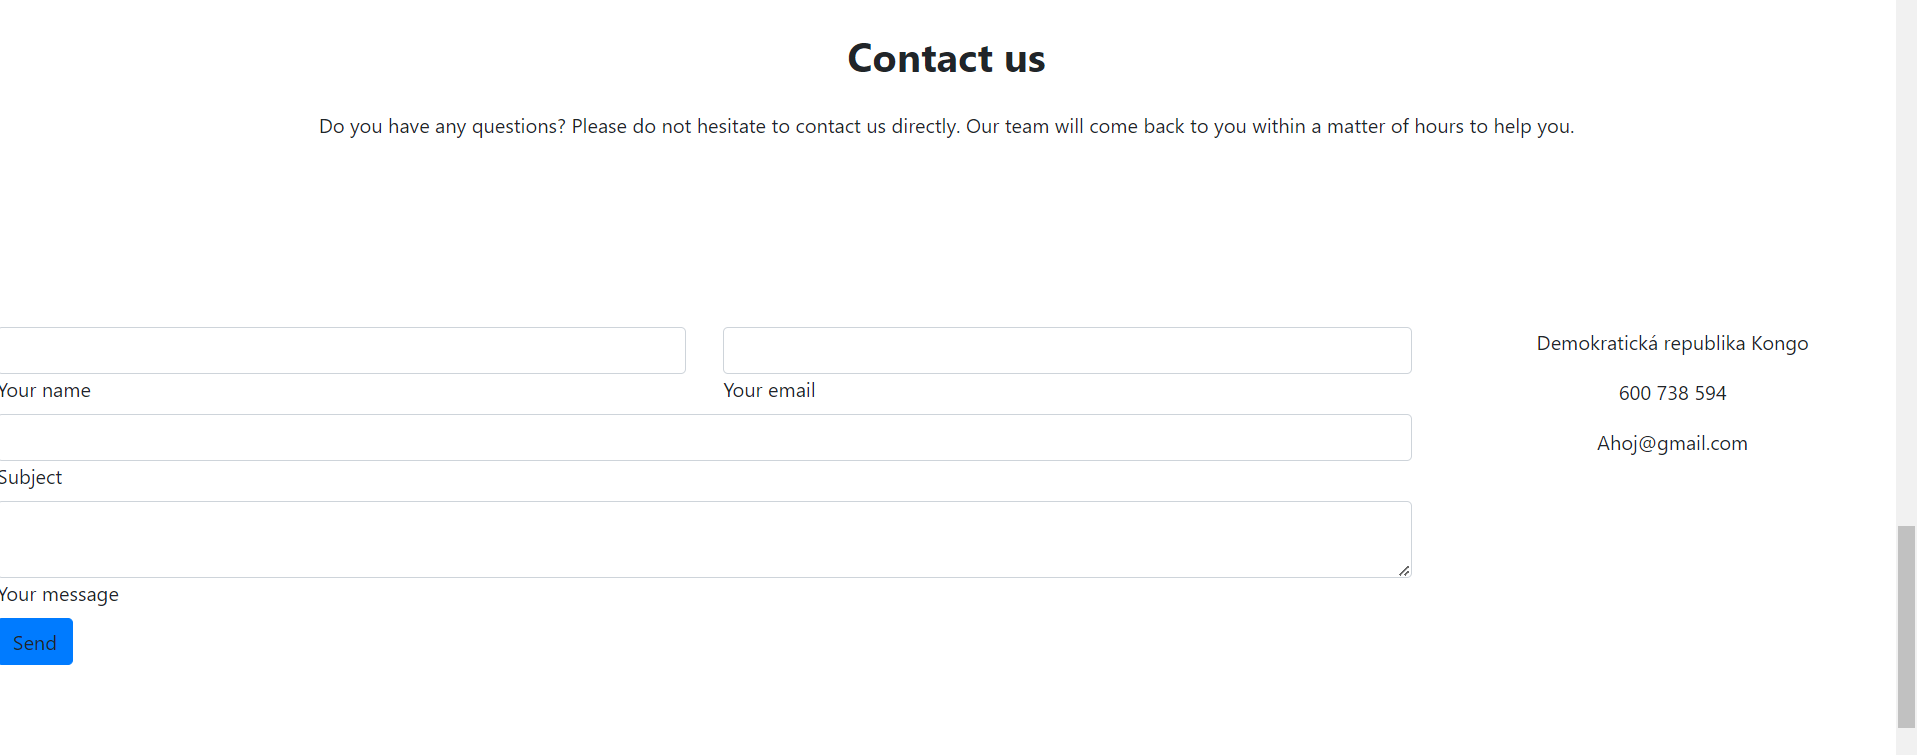 Contact us
Do you have any questions? Please do not hesitate to contact us directly. Our team will come back to you within a matter of hours to help you.
Your name
Your email
Subject
Your message
Send
Demokratická republika Kongo
600 738 594
Ahoj@gmail.com